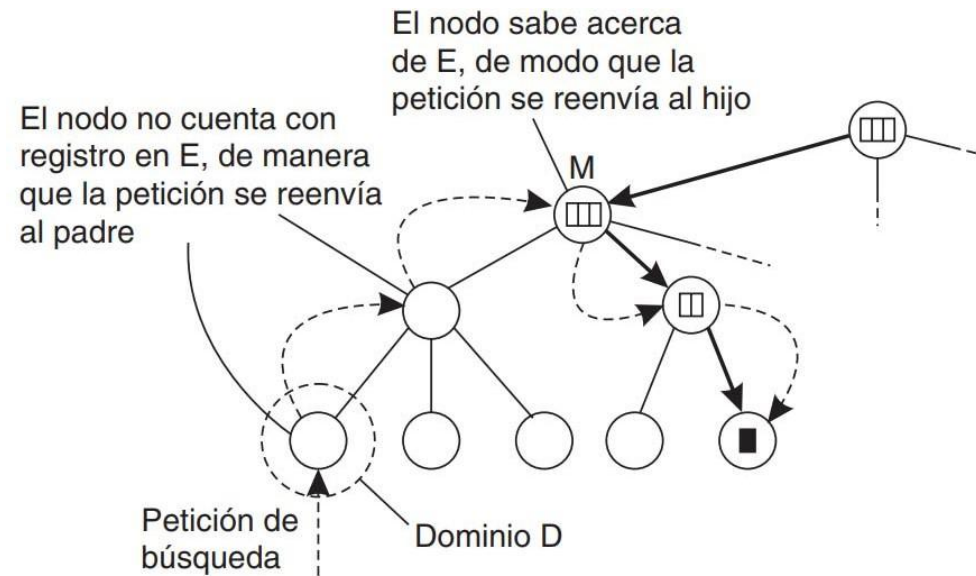 El nodo sabe acerca
de E, de modo que la
petición se reenvía al hijo
El nodo no cuenta con
registro en E, de manera
que la petición se reenvía
al padre
M
Petición de
búsqueda
Dominio D